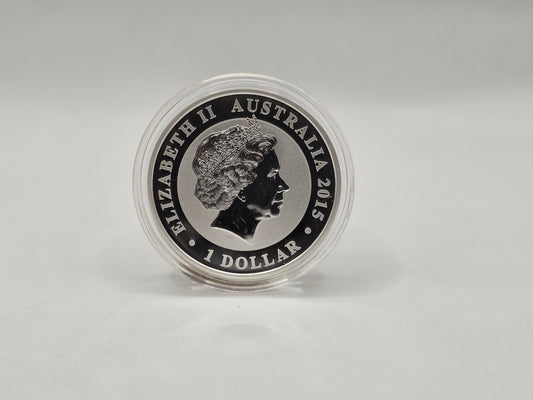 ELIZABETH II AUSTRALIA 2015
• 1 DOLLAR •